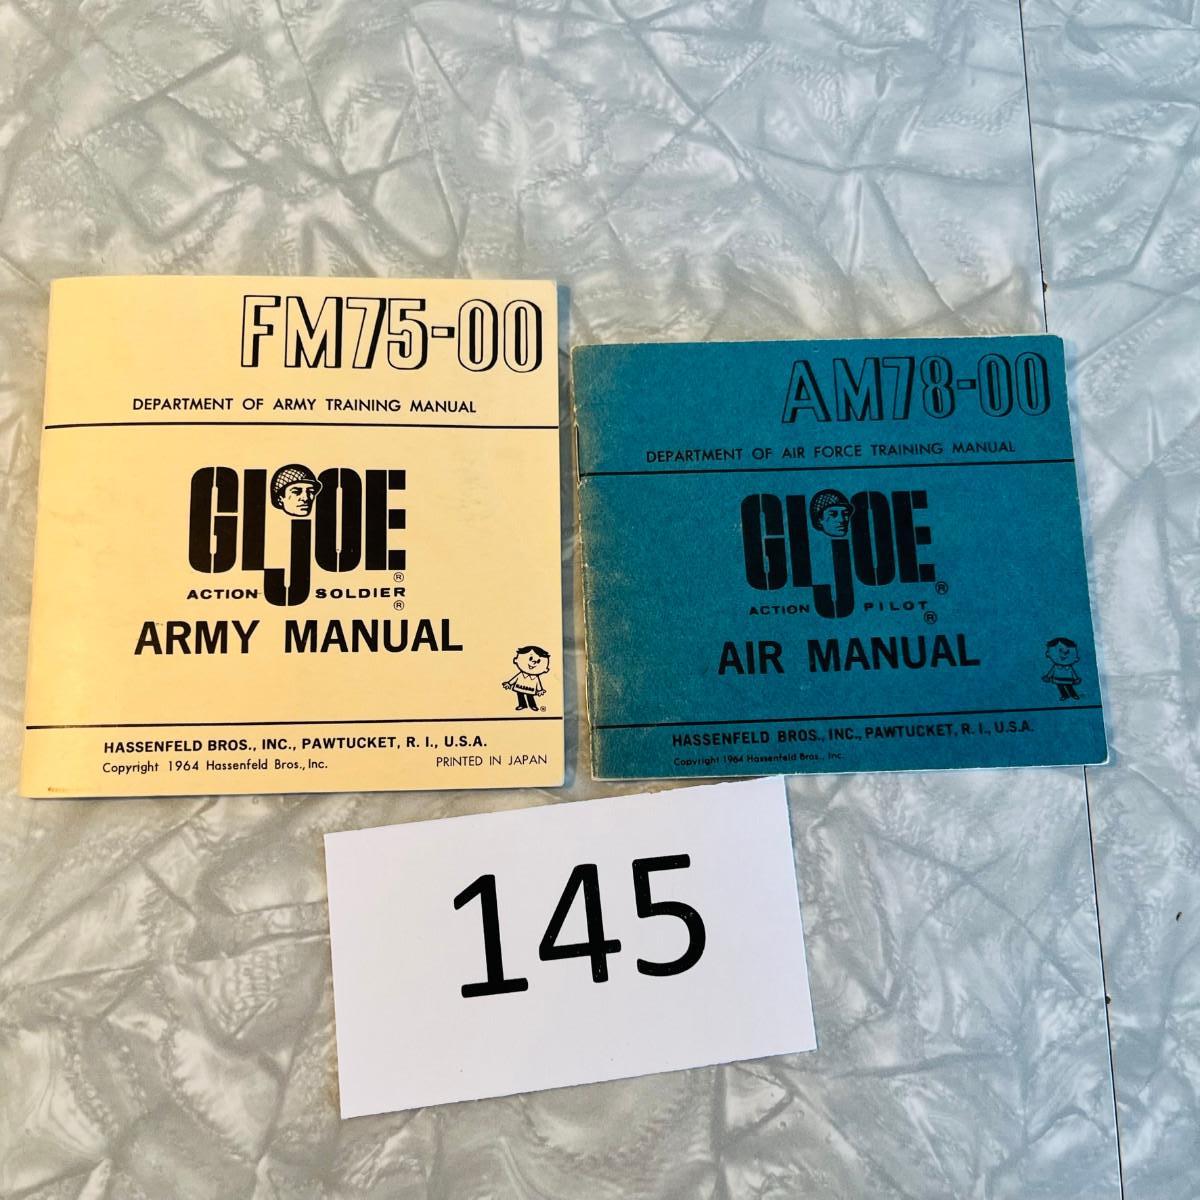 FM75-00
DEPARTMENT OF ARMY TRAINING MANUAL
GI JOE
®
ACTION SOLDIER
®
ARMY MANUAL
HASBRO
®
HASSENFELD BROS., INC., PAWTUCKET, R. I., U.S.A.
Copyright 1964 Hassenfeld Bros., Inc.
PRINTED IN JAPAN
AM78-00
DEPARTMENT OF AIR FORCE TRAINING MANUAL
GI JOE
®
ACTION PILOT
®
AIR MANUAL
HASSENFELD BROS., INC., PAWTUCKET, R. I., U.S.A.
Copyright 1964 Hassenfeld Bros., Inc.
145